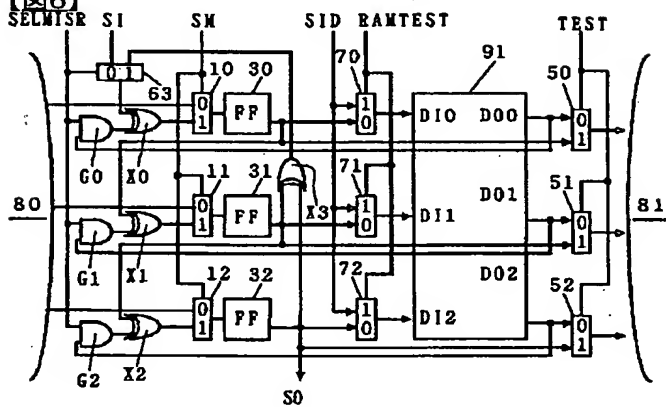 【図6】
SELMISR SI SM SID RAMTEST TEST
0 1 63 10 30 70 91 50
0 1 FF 1 0 DI0 DO0 0 1
G0 X0
11 31 X3 71 51
80 0 1 FF 1 0 DI1 DO1 0 1 81
G1 X1
12 32 72 DO2 52
0 1 FF 1 0 DI2 0 1
G2 X2
SO